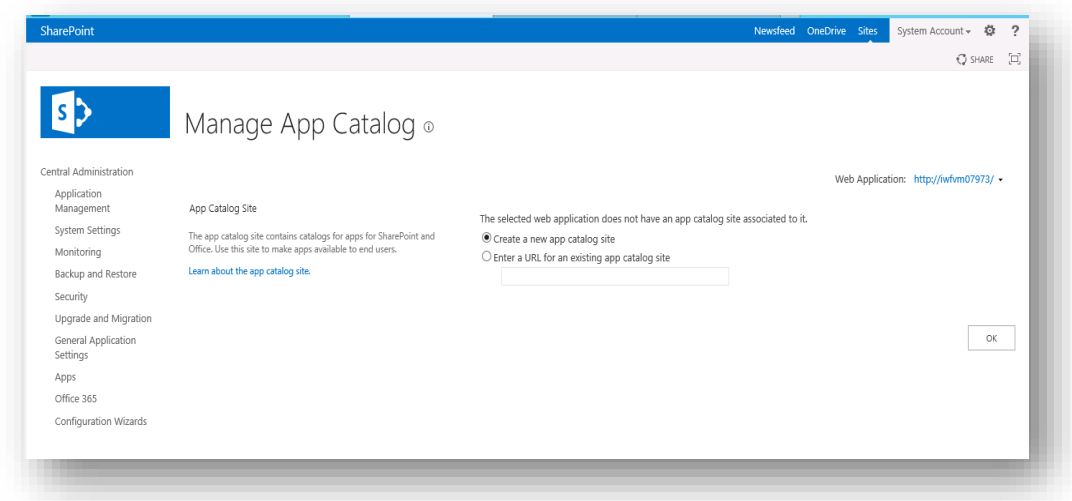 SharePoint
Newsfeed OneDrive Sites System Account ?
SHARE
S
Manage App Catalog
Central Administration
Application
Management
System Settings
Monitoring
Backup and Restore
Security
Upgrade and Migration
General Application
Settings
Apps
Office 365
Configuration Wizards
Web Application: http://iwfvm07973/
App Catalog Site
The app catalog site contains catalogs for apps for SharePoint and
Office. Use this site to make apps available to end users.
Learn about the app catalog site.
The selected web application does not have an app catalog site associated to it.
Create a new app catalog site
Enter a URL for an existing app catalog site
OK